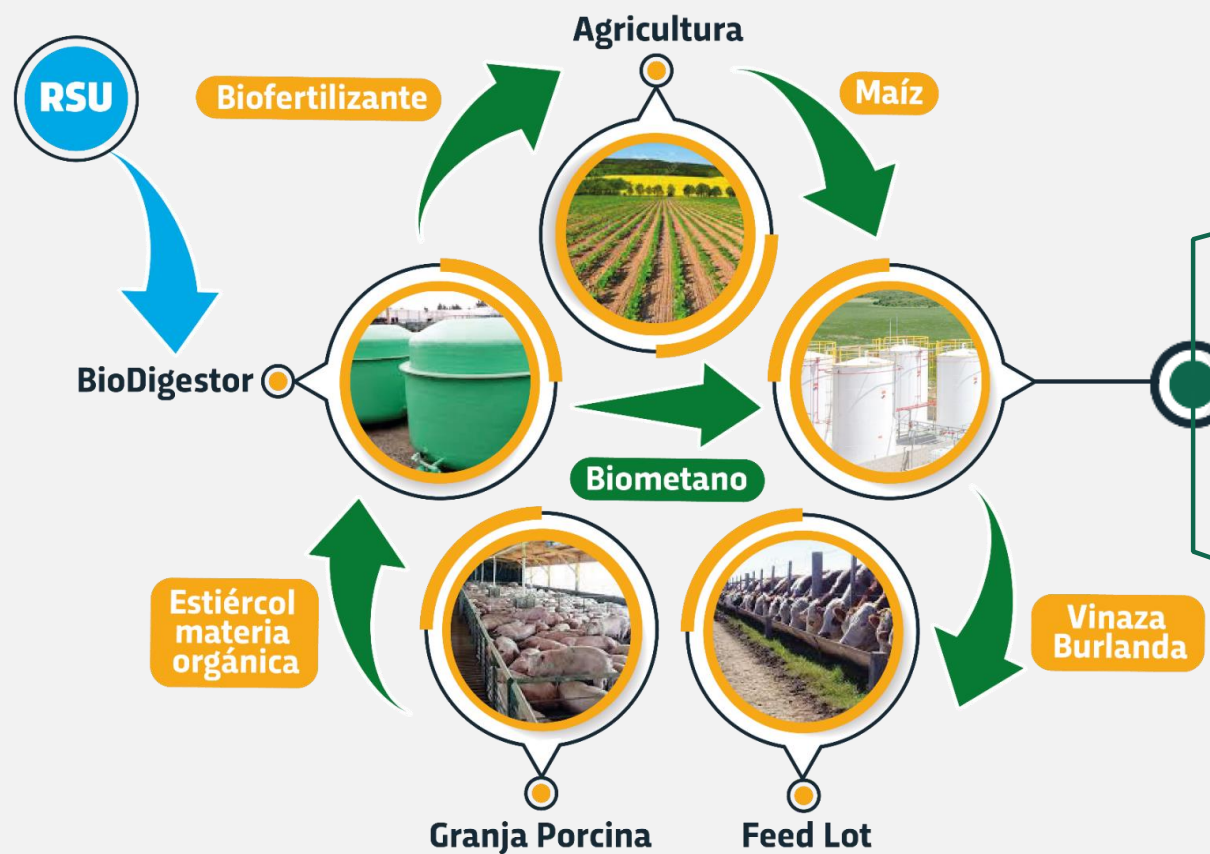 Agricultura
RSU
Biofertilizante
Maíz
BioDigestor
Biometano
Estiércol
materia
orgánica
Vinaza
Burlanda
Granja Porcina
Feed Lot